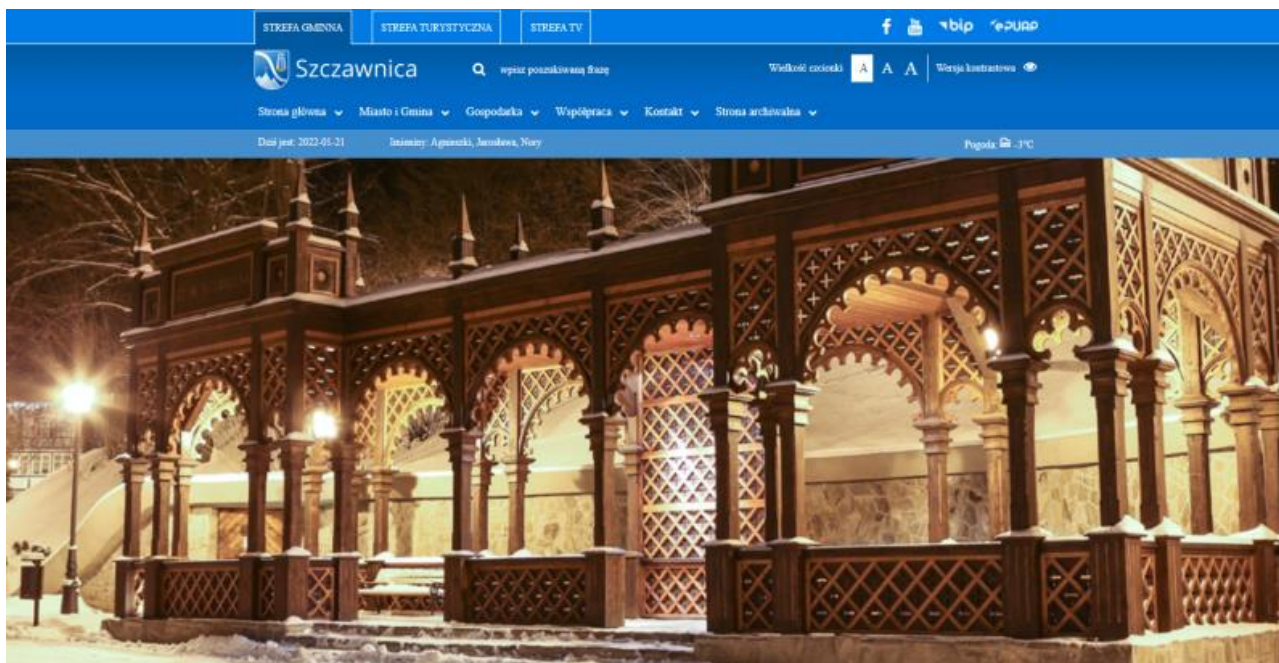 STREFA GMINNA STREFA TURYSTYCZNA STREFA TV bip epuap
Szczawnica wpisz poszukiwaną frazę Wielkość czcionki A A A Wersja kontrastowa
Strona główna Miasto i Gmina Gospodarka Współpraca Kontakt Strona archiwalna
Dziś jest: 2022-01-21 Imieniny: Agnieszki, Jarosława, Nory Pogoda: -3°C